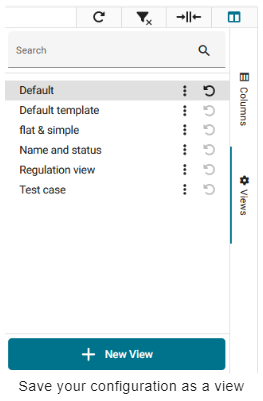 Search
Default
Default template
flat & simple
Name and status
Regulation view
Test case
Columns
Views
New View
Save your configuration as a view